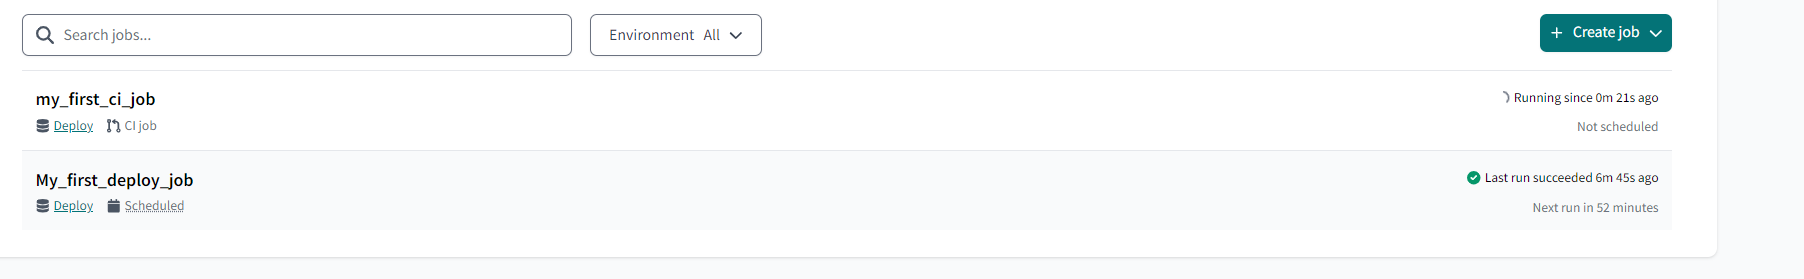 Search jobs... Environment All Create job
my_first_ci_job Running since 0m 21s ago
Deploy CI job Not scheduled
My_first_deploy_job Last run succeeded 6m 45s ago
Deploy Scheduled Next run in 52 minutes